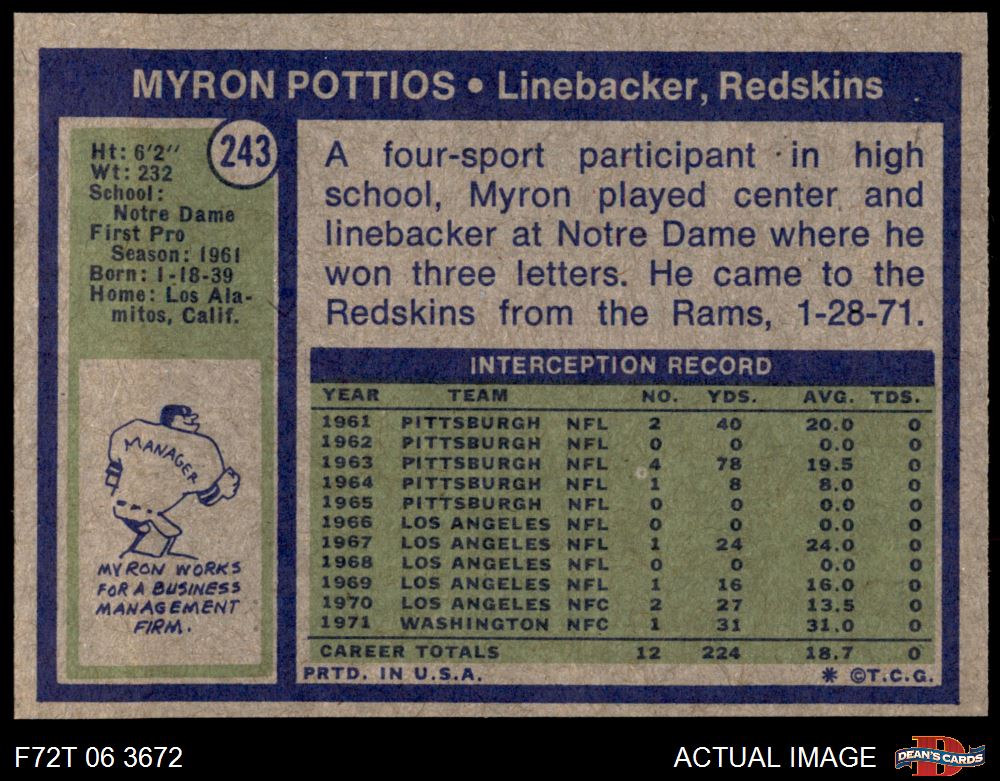 MYRON POTTIOS • Linebacker, Redskins
243
Ht: 6'2"
Wt: 232
School:
Notre Dame
First Pro
Season: 1961
Born: 1-18-39
Home: Los Ala-
mitos, Calif.
A four-sport participant in high
school, Myron played center and
linebacker at Notre Dame where he
won three letters. He came to the
Redskins from the Rams, 1-28-71.
MANAGER
MYRON WORKS
FOR A BUSINESS
MANAGEMENT
FIRM.
INTERCEPTION RECORD
YEAR TEAM NO. YDS. AVG. TDS.
1961 PITTSBURGH NFL 2 40 20.0 0
1962 PITTSBURGH NFL 0 0 0.0 0
1963 PITTSBURGH NFL 4 78 19.5 0
1964 PITTSBURGH NFL 1 8 8.0 0
1965 PITTSBURGH NFL 0 0 0.0 0
1966 LOS ANGELES NFL 0 0 0.0 0
1967 LOS ANGELES NFL 1 24 24.0 0
1968 LOS ANGELES NFL 0 0 0.0 0
1969 LOS ANGELES NFL 1 16 16.0 0
1970 LOS ANGELES NFC 2 27 13.5 0
1971 WASHINGTON NFC 1 31 31.0 0
CAREER TOTALS 12 224 18.7 0
PRTD. IN U.S.A. * ©T.C.G.
F72T 06 3672 ACTUAL IMAGE
D
DEAN'S CARDS